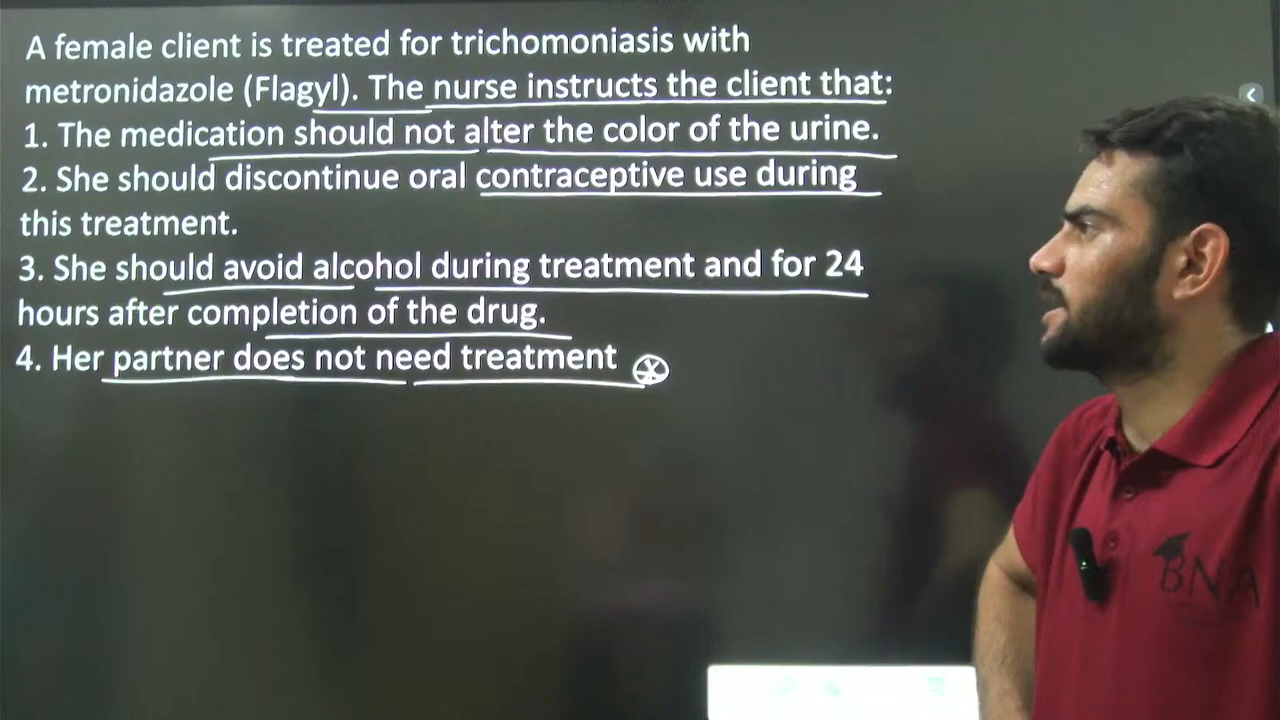 A female client is treated for trichomoniasis with
metronidazole (Flagyl). The nurse instructs the client that:
1. The medication should not alter the color of the urine.
2. She should discontinue oral contraceptive use during
this treatment.
3. She should avoid alcohol during treatment and for 24
hours after completion of the drug.
4. Her partner does not need treatment
BNA